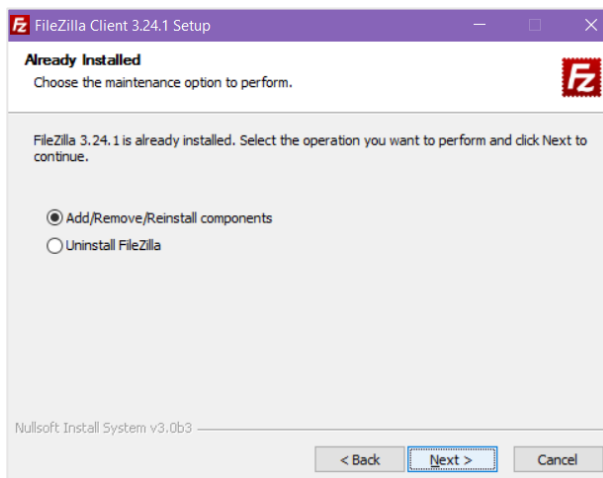 FileZilla Client 3.24.1 Setup
Already Installed
Choose the maintenance option to perform.
Fz
FileZilla 3.24.1 is already installed. Select the operation you want to perform and click Next to
continue.
Add/Remove/Reinstall components
Uninstall FileZilla
Nullsoft Install System v3.0b3
< Back
Next >
Cancel